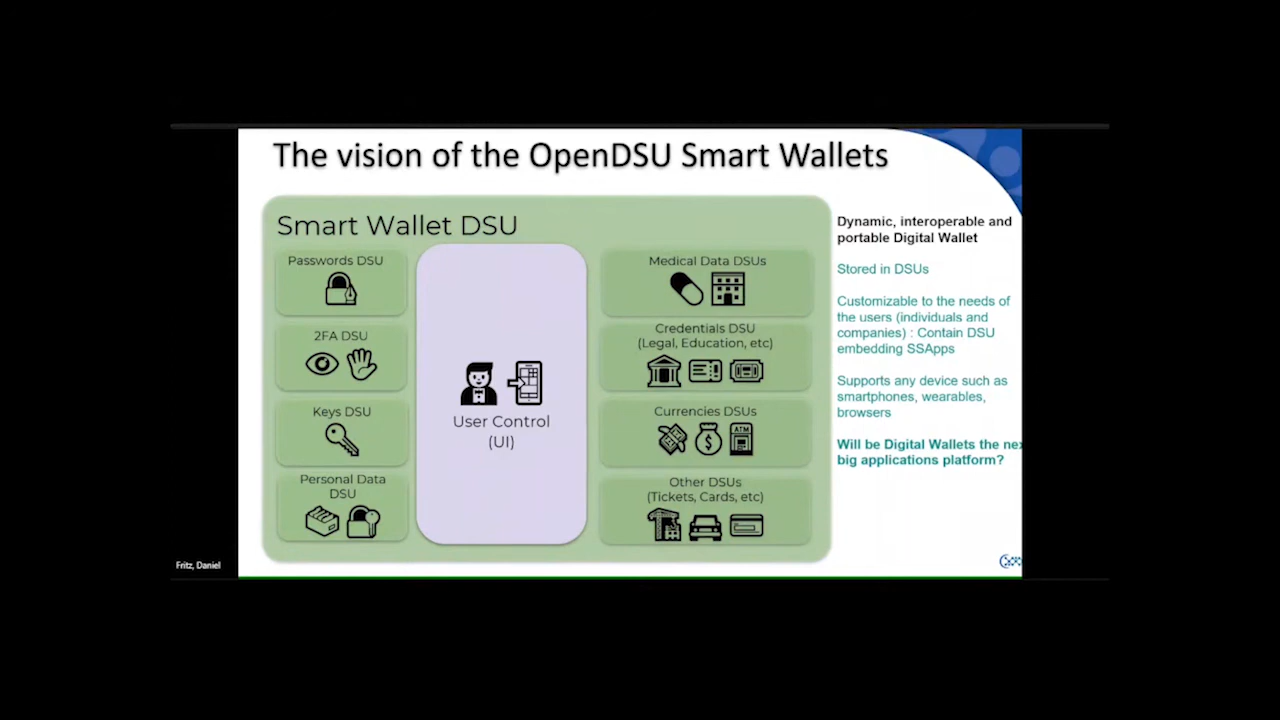 The vision of the OpenDSU Smart Wallets
Smart Wallet DSU
Passwords DSU
2FA DSU
Keys DSU
Personal Data
DSU
User Control
(UI)
Medical Data DSUs
Credentials DSU
(Legal, Education, etc)
Currencies DSUs
$
ATM
Other DSUs
(Tickets, Cards, etc)
Dynamic, interoperable and
portable Digital Wallet
Stored in DSUs
Customizable to the needs of
the users (individuals and
companies) : Contain DSU
embedding SSApps
Supports any device such as
smartphones, wearables,
browsers
Will be Digital Wallets the nex
big applications platform?
Fritz, Daniel